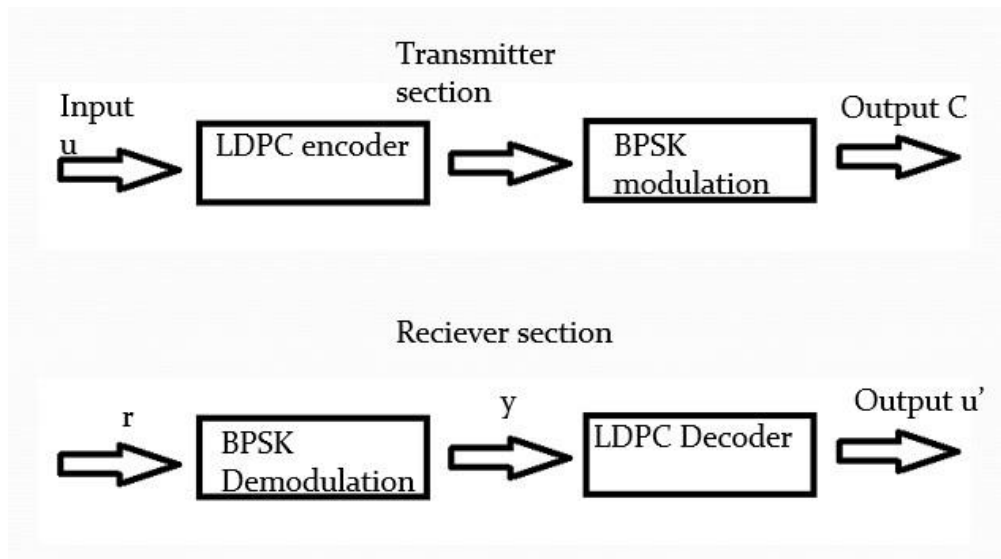 Transmitter
section
Input
u
LDPC encoder
BPSK
modulation
Output C
Reciever section
r
BPSK
Demodulation
y
LDPC Decoder
Output u’